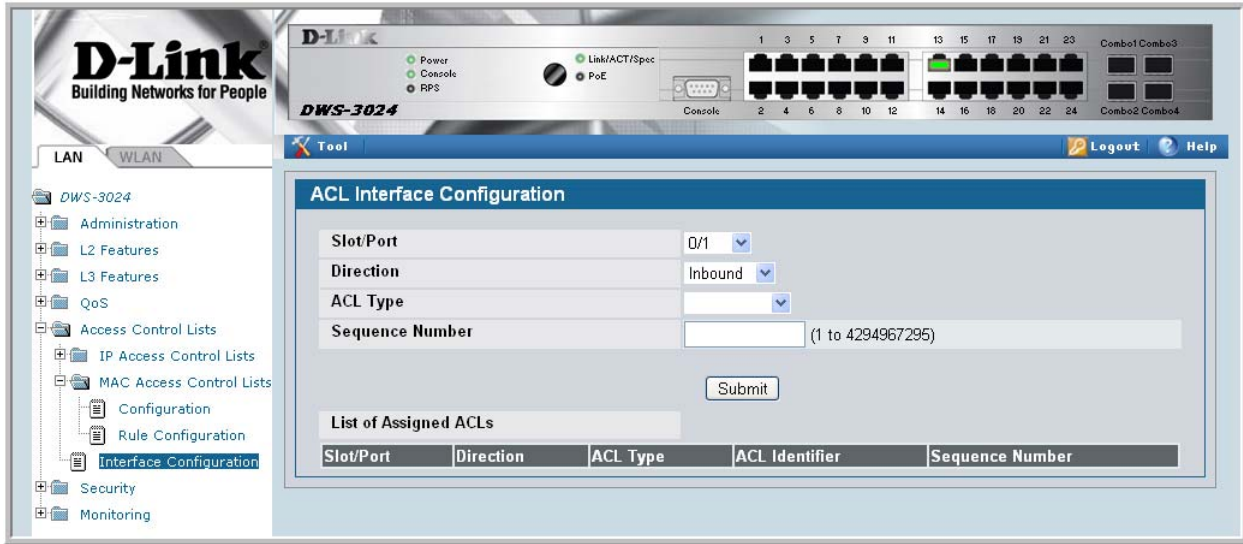 D-Link
Building Networks for People
D-Link
Power
Console
RPS
Link/ACT/Spec
PoE
Console
DWS-3024
1 3 5 7 9 11 13 15 17 19 21 23
2 4 6 8 10 12 14 16 18 20 22 24
Combo1 Combo3
Combo2 Combo4
LAN WLAN
Tool Logout Help
DWS-3024
Administration
L2 Features
L3 Features
QoS
Access Control Lists
IP Access Control Lists
MAC Access Control Lists
Configuration
Rule Configuration
Interface Configuration
Security
Monitoring
ACL Interface Configuration
Slot/Port 0/1
Direction Inbound
ACL Type
Sequence Number (1 to 4294967295)
Submit
List of Assigned ACLs
Slot/Port Direction ACL Type ACL Identifier Sequence Number